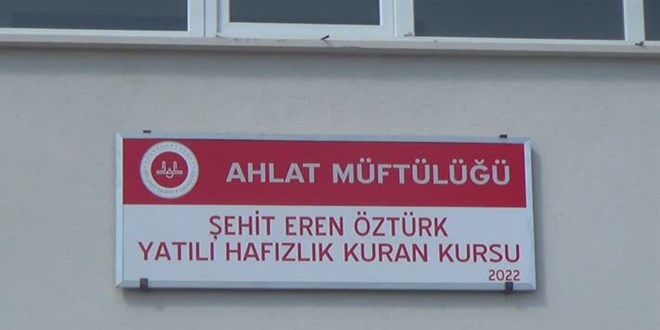 AHLAT MÜFTÜLÜĞÜ
ŞEHİT EREN ÖZTÜRK
YATILI HAFIZLIK KURAN KURSU
2022